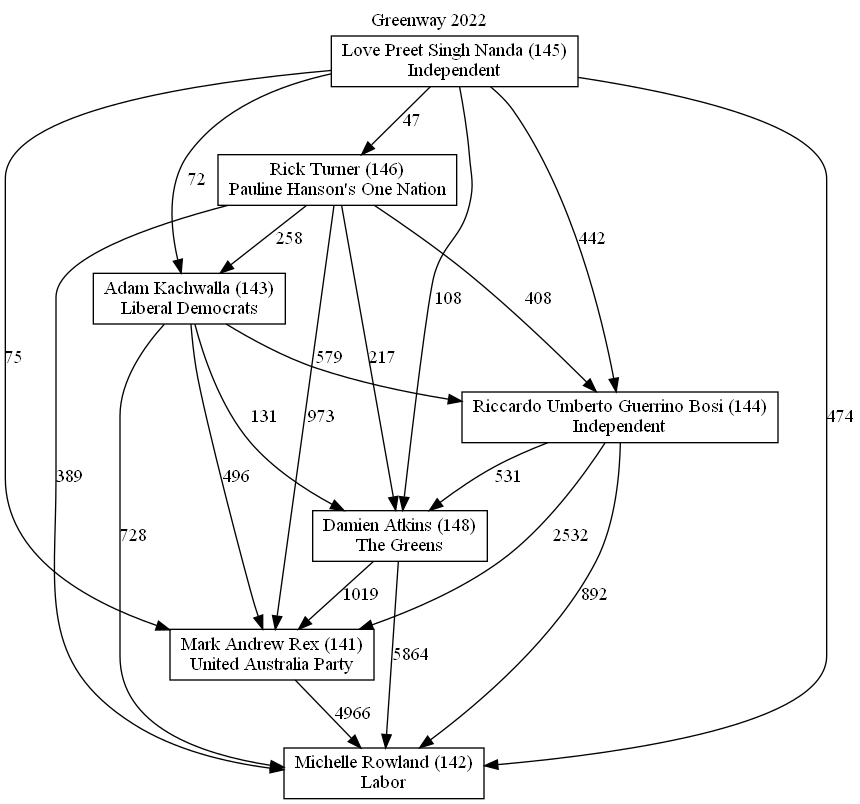 Greenway 2022
Love Preet Singh Nanda (145)
Independent
47
Rick Turner (146)
Pauline Hanson's One Nation
72
258
442
Adam Kachwalla (143)
Liberal Democrats
108
408
75
579
217
Riccardo Umberto Guerrino Bosi (144)
Independent
131
973
474
389
496
531
Damien Atkins (148)
The Greens
728
2532
1019
892
Mark Andrew Rex (141)
United Australia Party
5864
4966
Michelle Rowland (142)
Labor